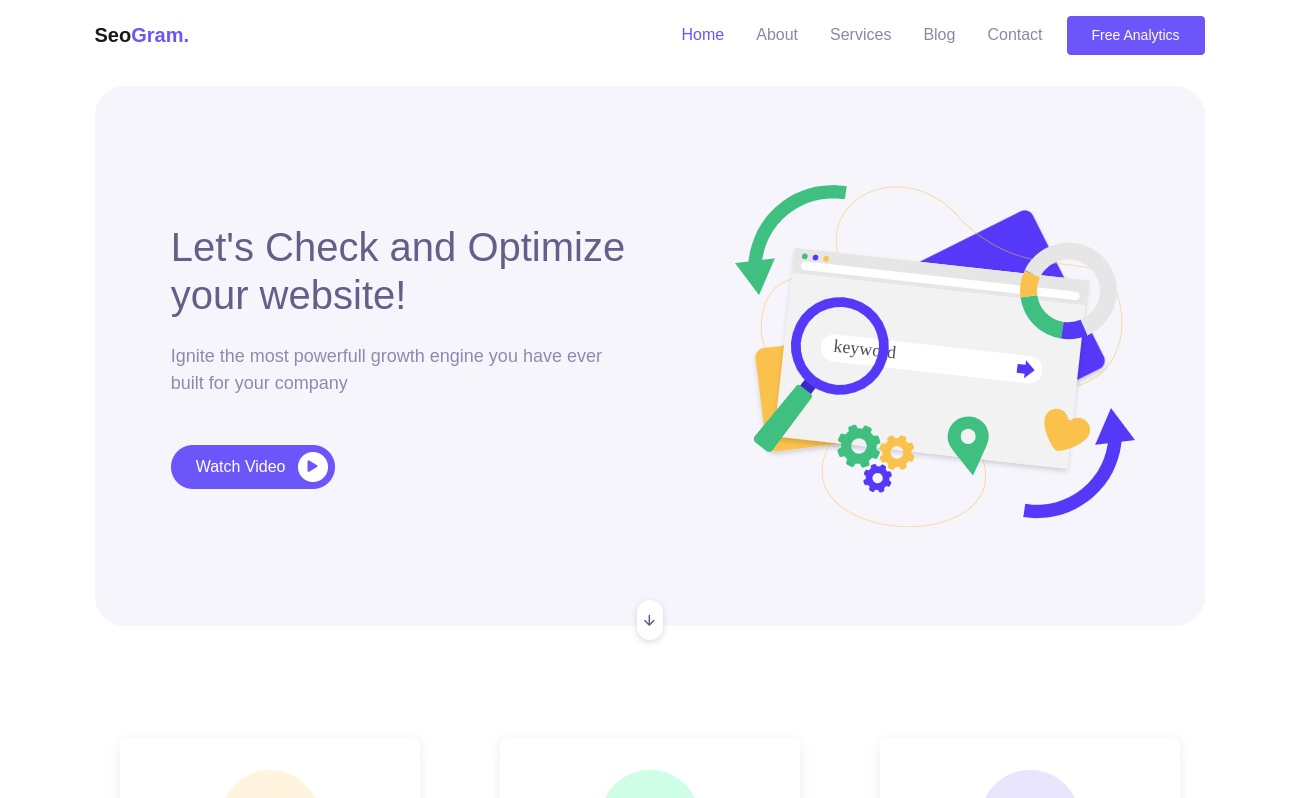 SeoGram.
Home
About
Services
Blog
Contact
Free Analytics
Let's Check and Optimize
your website!
Ignite the most powerfull growth engine you have ever
built for your company
keyword
Watch Video